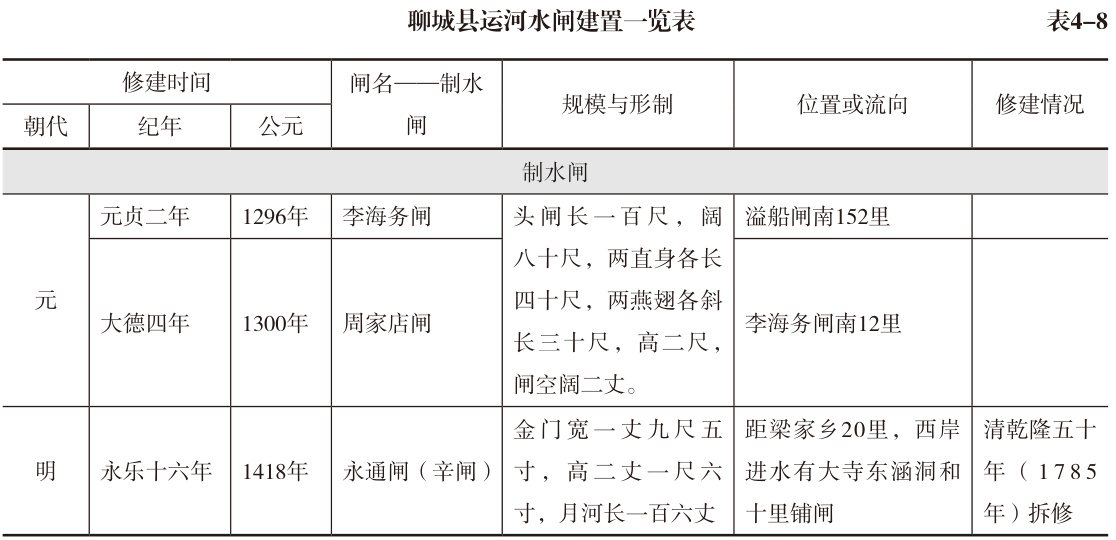 聊城县运河水闸建置一览表 表4-8
修建时间
闸名——制水闸
规模与形制
位置或流向
修建情况
朝代 纪年 公元
制水闸
元
元贞二年 1296年 李海务闸
头闸长一百尺，阔
八十尺，两直身各长
四十尺，两燕翅各斜
长三十尺，高二尺，
闸空阔二丈。
溢船闸南152里
大德四年 1300年 周家店闸
李海务闸南12里
明 永乐十六年 1418年 永通闸（辛闸）
金门宽一丈九尺五
寸，高二丈一尺六
寸，月河长一百六丈
距梁家乡20里，西岸
进水有大寺东涵洞和
十里铺闸
清乾隆五十
年（1785
年）拆修